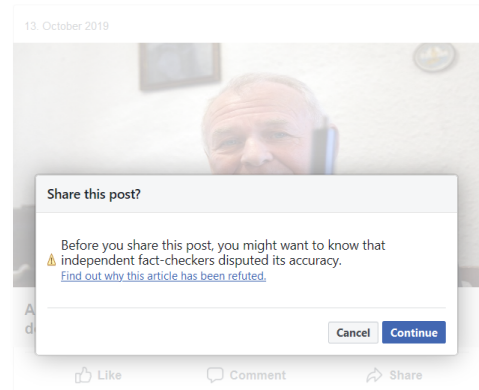 13. October 2019
Share this post?
Before you share this post, you might want to know that
independent fact-checkers disputed its accuracy.
Find out why this article has been refuted.
Cancel Continue
A
d
Like Comment Share